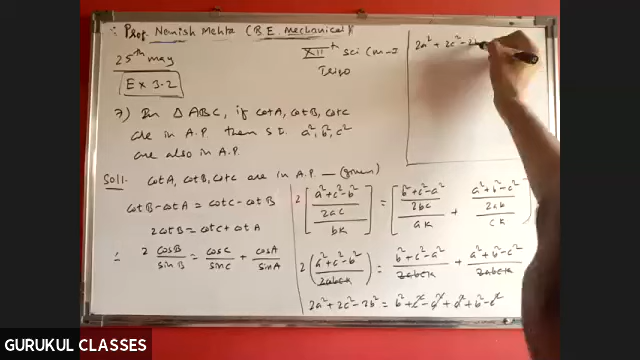 ∴ Prof. Nemish Mehta (B.E. mechanical)
25th may
XIIth Sci (m-I
Trigo
Ex 3.2
7) In △ABC, if cotA, cotB, cotC
are in A.P. then S.T. a², b², c²
are also in A.P.
Soln. cotA, cotB, cotC are in A.P. — (given)
cotB - cotA = cotC - cotB
2cotB = cotC + cotA
∴ 2 cosB/sinB = cosC/sinC + cosA/sinA
2[((a²+c²-b²)/2ac)/bk] = [((b²+c²-a²)/2bc)/ak + ((a²+b²-c²)/2ab)/ck]
2((a²+c²-b²)/2abck) = (b²+c²-a²)/2abck + (a²+b²-c²)/2abck
2a²+2c²-2b² = b²+c²-a²+a²+b²-c²
2a² + 2c² - 2
GURUKUL CLASSES